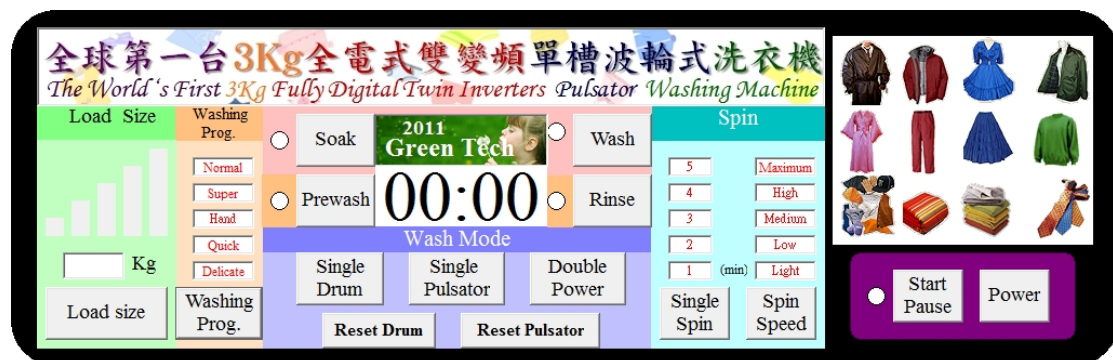 全球第一台3Kg全電式雙變頻單槽波輪式洗衣機
The World‘s First 3Kg Fully Digital Twin Inverters Pulsator Washing Machine
Load Size
Kg
Load size
Washing
Prog.
Normal
Super
Hand
Quick
Delicate
Washing
Prog.
Soak
Prewash
2011
Green Tech
00:00
Wash
Rinse
Wash Mode
Single
Drum
Single
Pulsator
Double
Power
Reset Drum
Reset Pulsator
Spin
5
4
3
2
1
(min)
Maximum
High
Medium
Low
Light
Single
Spin
Spin
Speed
Start
Pause
Power